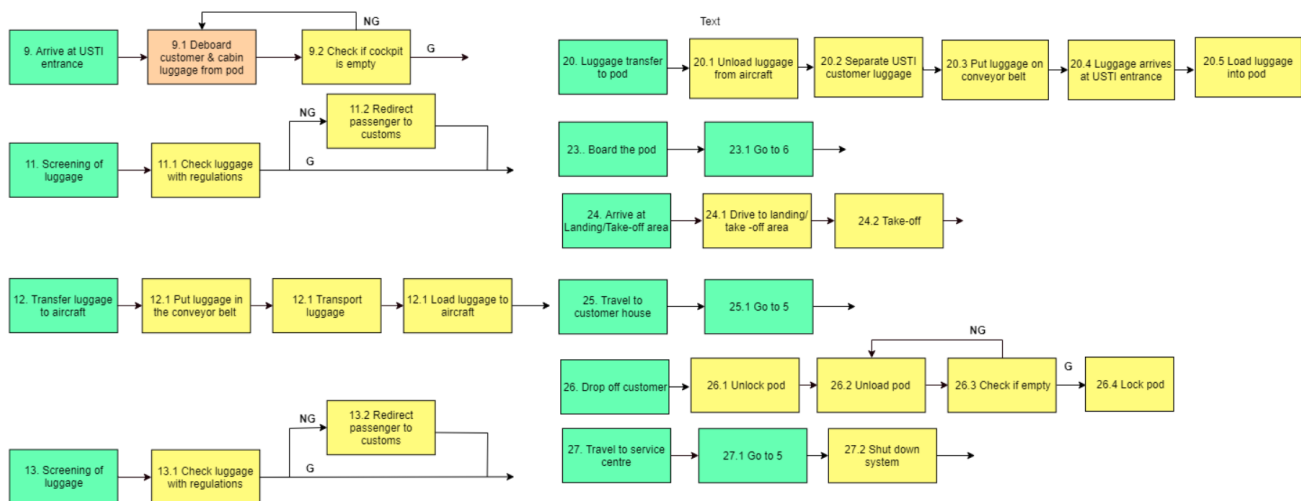 NG
9. Arrive at USTI
entrance
9.1 Deboard
customer & cabin
luggage from pod
9.2 Check if cockpit
is empty
G
11. Screening of
luggage
11.1 Check luggage
with regulations
NG
11.2 Redirect
passenger to
customs
G
12. Transfer luggage
to aircraft
12.1 Put luggage in
the conveyor belt
12.1 Transport
luggage
12.1 Load luggage to
aircraft
13. Screening of
luggage
13.1 Check luggage
with regulations
NG
13.2 Redirect
passenger to
customs
G
Text
20. Luggage transfer
to pod
20.1 Unload luggage
from aircraft
20.2 Separate USTI
customer luggage
20.3 Put luggage on
conveyor belt
20.4 Luggage arrives
at USTI entrance
20.5 Load luggage
into pod
23.. Board the pod
23.1 Go to 6
24. Arrive at
Landing/Take-off area
24.1 Drive to landing/
take -off area
24.2 Take-off
25. Travel to
customer house
25.1 Go to 5
NG
26. Drop off customer
26.1 Unlock pod
26.2 Unload pod
26.3 Check if empty
G
26.4 Lock pod
27. Travel to service
centre
27.1 Go to 5
27.2 Shut down
system